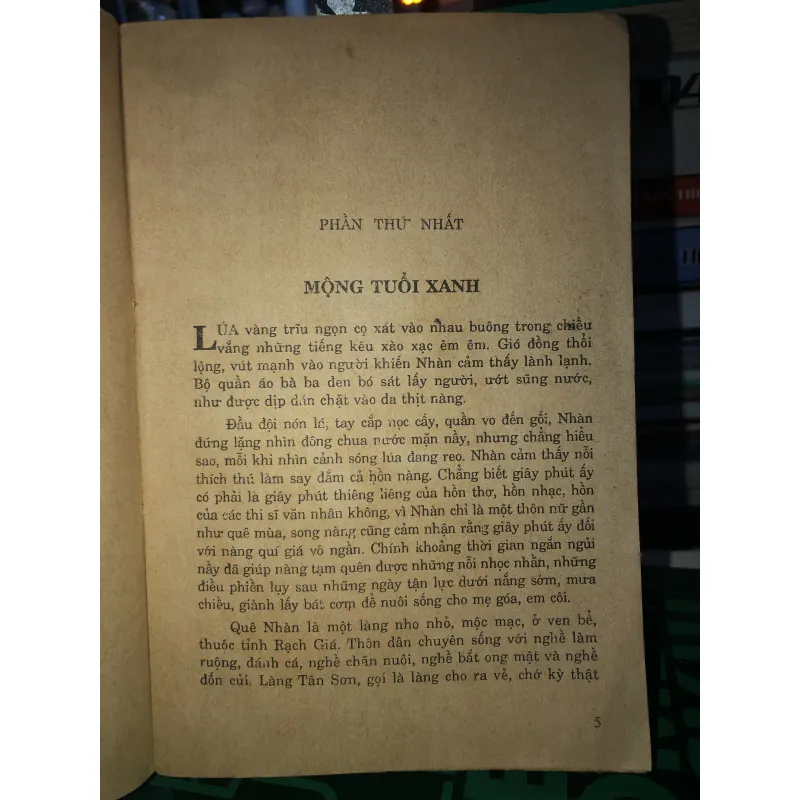 PHẦN THỨ NHẤT
MỘNG TUỔI XANH
LÚA vàng trĩu ngọn cọ xát vào nhau buông trong chiều
vắng những tiếng kêu xào xạc êm êm. Gió đồng thổi
lộng, vút mạnh vào người khiến Nhàn cảm thấy lành lạnh.
Bộ quần áo bà ba đen bó sát lấy người, ướt sũng nước,
như được dịp dán chặt vào da thịt nàng.
Đầu đội nón lá, tay cắp nọc cấy, quần vo đến gối, Nhàn
đứng lặng nhìn đông chua nước mặn nầy, nhưng chẳng hiểu
sao, mỗi khi nhìn cảnh sóng lúa đang reo. Nhàn cảm thấy nỗi
thích thú làm say đắm cả hồn nàng. Chẳng biết giây phút ấy
có phải là giây phút thiêng liêng của hồn thơ, hồn nhạc, hồn
của các thi sĩ văn nhân không, vì Nhàn chỉ là một thôn nữ gần
như quê mùa, song nàng cũng cảm nhận rằng giây phút ấy đối
với nàng quí giá vô ngần. Chính khoảng thời gian ngắn ngủi
nầy đã giúp nàng tạm quên được những nỗi nhọc nhằn, những
điều phiền lụy sau những ngày tận lực dưới nắng sớm, mưa
chiều, giành lấy bát cơm để nuôi sống cho mẹ góa, em côi.
Quê Nhàn là một làng nho nhỏ, mộc mạc, ở ven bể,
thuộc tỉnh Rạch Giá. Thôn dân chuyên sống với nghề làm
ruộng, đánh cá, nghề chăn nuôi, nghề bắt ong mật và nghề
đốn củi. Làng Tân Sơn, gọi là làng cho ra vẻ, chớ kỳ thật
5